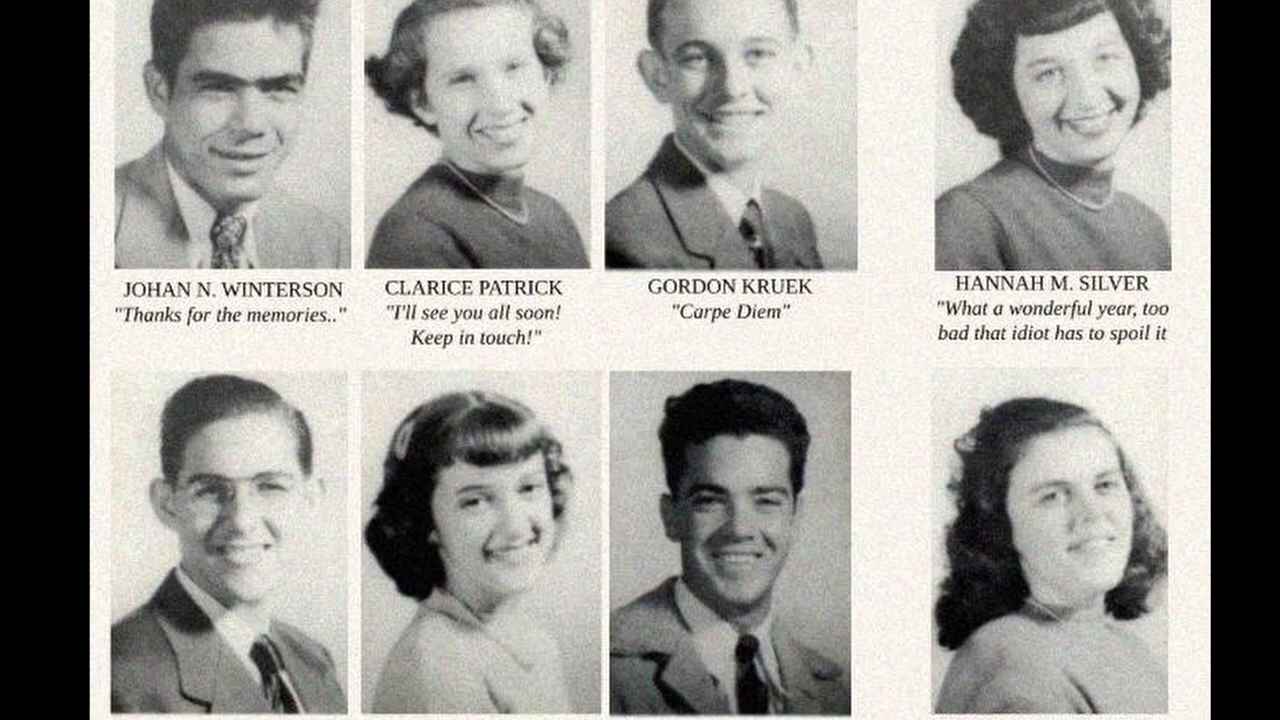 JOHAN N. WINTERSON
"Thanks for the memories.."
CLARICE PATRICK
"I'll see you all soon!
Keep in touch!"
GORDON KRUEK
"Carpe Diem"
HANNAH M. SILVER
"What a wonderful year, too
bad that idiot has to spoil it